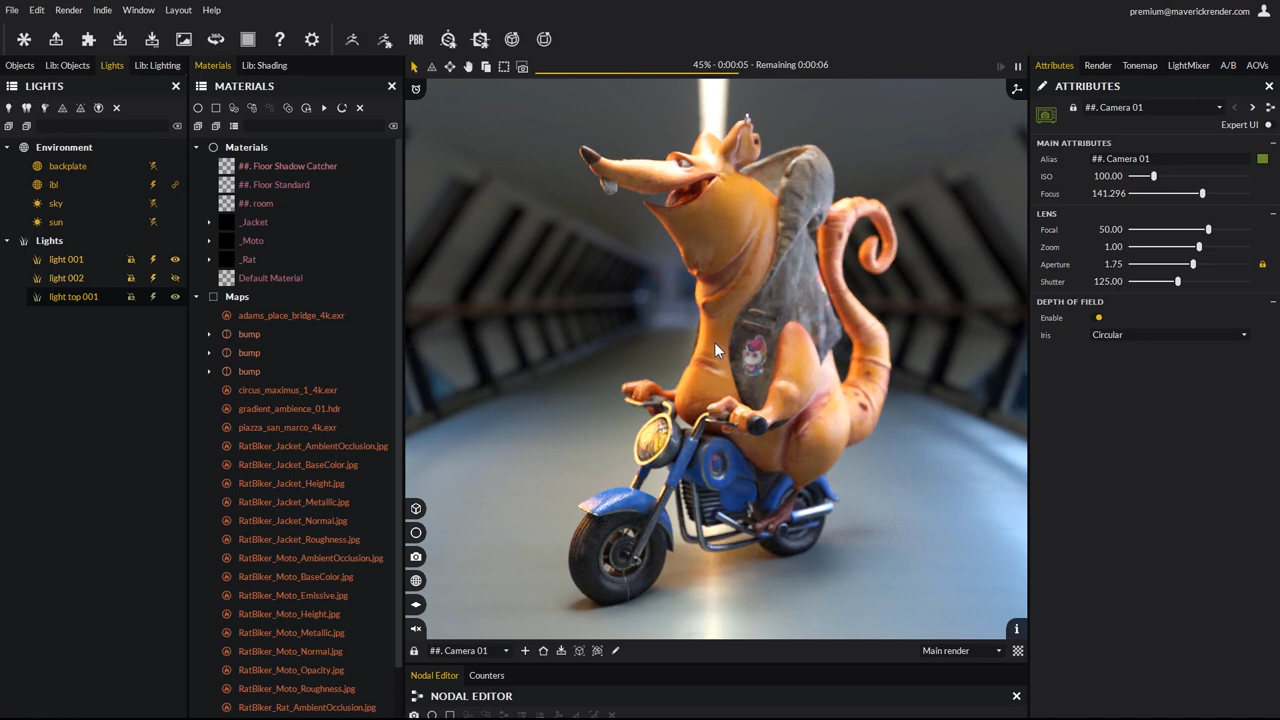 File Edit Render Indie Window Layout Help
premium@maverickrender.com
PBR
Objects Lib: Objects Lights Lib: Lighting
Materials Lib: Shading
45% - 0:00:05 - Remaining 0:00:06
Attributes Render Tonemap LightMixer A/B AOVs
LIGHTS
Environment
backplate
ibl
sky
sun
Lights
light 001
light 002
light top 001
MATERIALS
Materials
##. Floor Shadow Catcher
##. Floor Standard
##. room
_Jacket
_Moto
_Rat
Default Material
Maps
adams_place_bridge_4k.exr
bump
bump
bump
circus_maximus_1_4k.exr
gradient_ambience_01.hdr
piazza_san_marco_4k.exr
RatBiker_Jacket_AmbientOcclusion.jpg
RatBiker_Jacket_BaseColor.jpg
RatBiker_Jacket_Height.jpg
RatBiker_Jacket_Metallic.jpg
RatBiker_Jacket_Normal.jpg
RatBiker_Jacket_Roughness.jpg
RatBiker_Moto_AmbientOcclusion.jpg
RatBiker_Moto_BaseColor.jpg
RatBiker_Moto_Emissive.jpg
RatBiker_Moto_Height.jpg
RatBiker_Moto_Metallic.jpg
RatBiker_Moto_Normal.jpg
RatBiker_Moto_Opacity.jpg
RatBiker_Moto_Roughness.jpg
RatBiker_Rat_AmbientOcclusion.jpg
##. Camera 01
Main render
Nodal Editor Counters
NODAL EDITOR
ATTRIBUTES
##. Camera 01
Expert UI
MAIN ATTRIBUTES
Alias ##. Camera 01
ISO 100.00
Focus 141.296
LENS
Focal 50.00
Zoom 1.00
Aperture 1.75
Shutter 125.00
DEPTH OF FIELD
Enable
Iris Circular